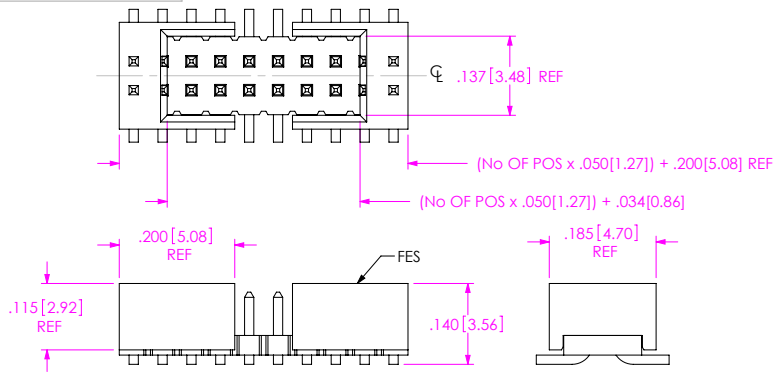 ℄ .137[3.48] REF
(No OF POS x .050[1.27]) + .200[5.08] REF
(No OF POS x .050[1.27]) + .034[0.86]
.200[5.08]
REF
FES
.185[4.70]
REF
.115[2.92]
REF
.140[3.56]